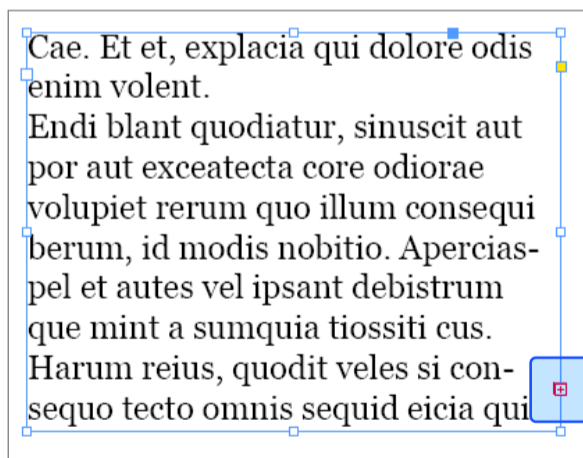 Cae. Et et, explacia qui dolore odis
enim volent.
Endi blant quodiatur, sinuscit aut
por aut exceatecta core odiorae
volupiet rerum quo illum consequi
berum, id modis nobitio. Apercias-
pel et autes vel ipsant debistrum
que mint a sumquia tiossiti cus.
Harum reius, quodit veles si con-
sequo tecto omnis sequid eicia qui